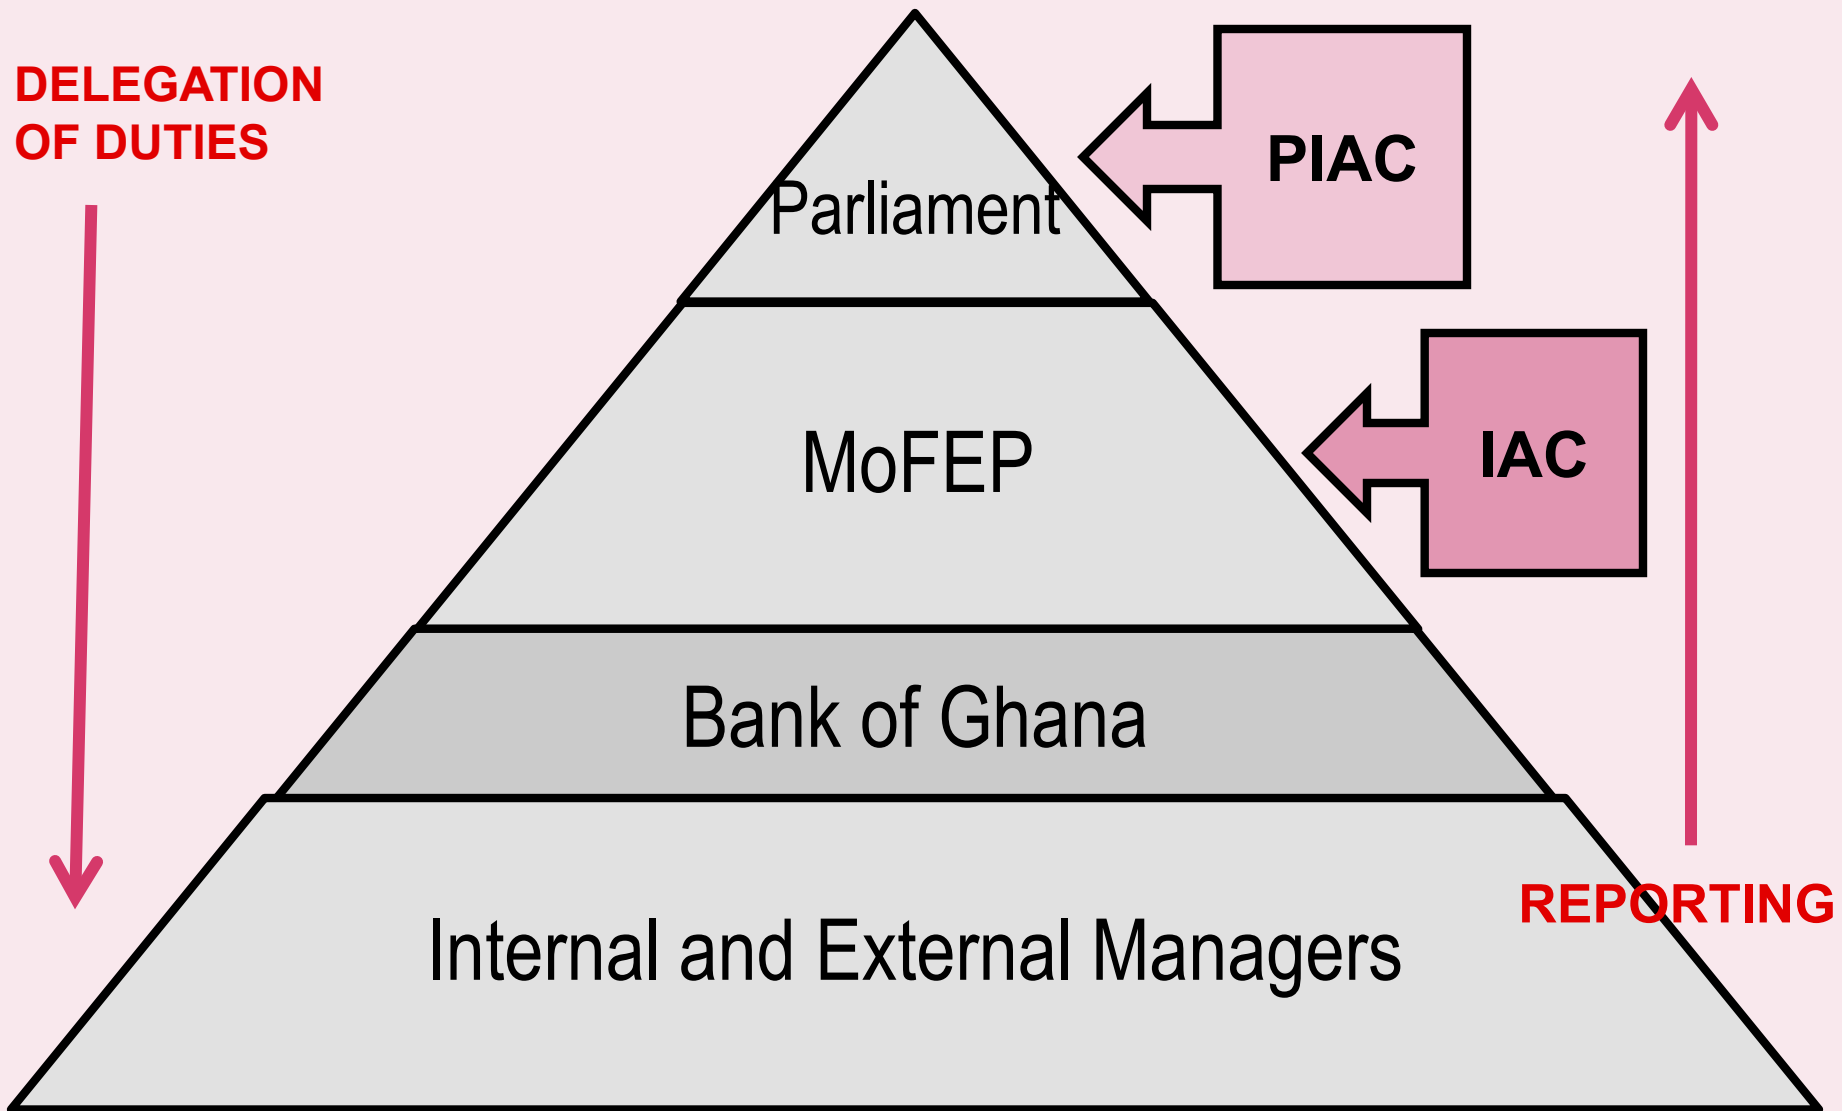 DELEGATION
OF DUTIES
PIAC
Parliament
IAC
MoFEP
Bank of Ghana
REPORTING
Internal and External Managers